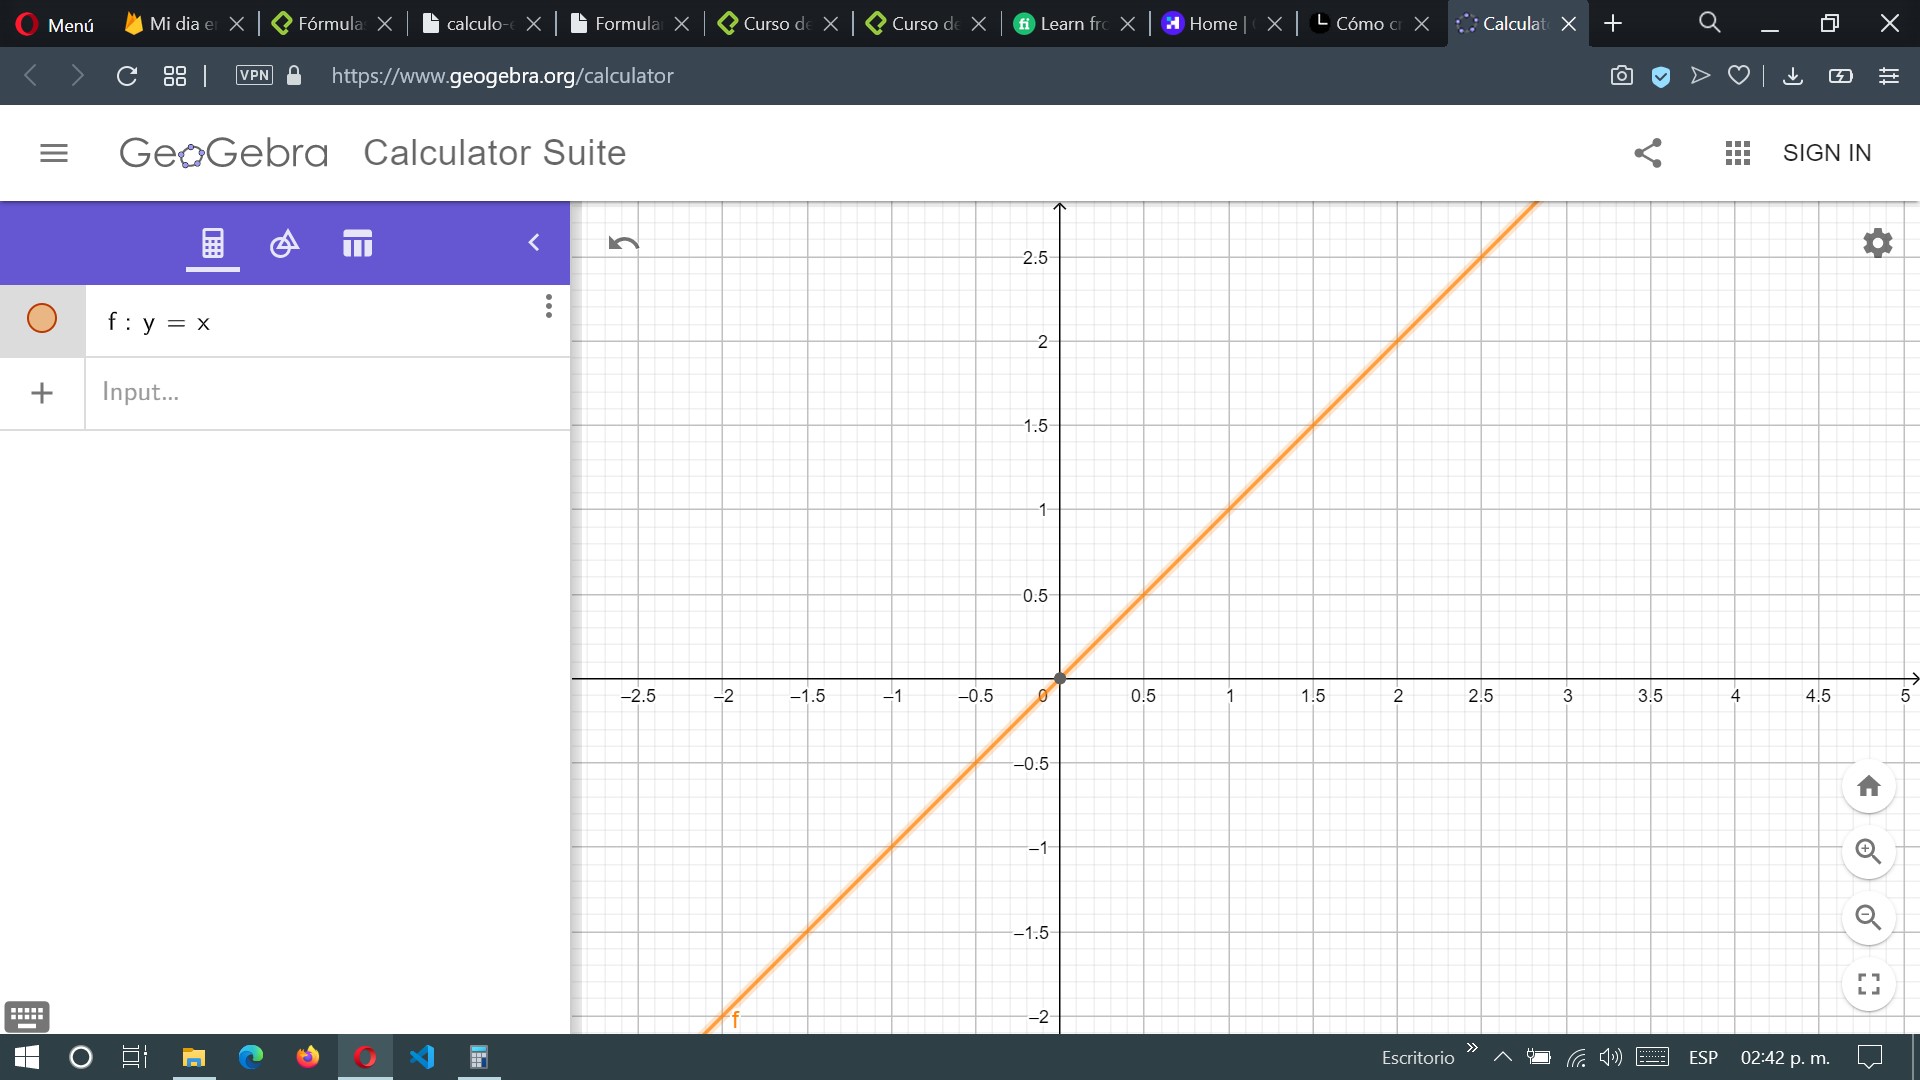 Menú
Mi dia e
Fórmula
calculo-
Formula
Curso de
Curso de
Learn fro
Home |
Cómo cr
Calculat
VPN
https://www.geogebra.org/calculator
GeoGebra Calculator Suite
SIGN IN
f : y = x
Input...
2.5
2
1.5
1
0.5
–2.5 –2 –1.5 –1 –0.5 0 0.5 1 1.5 2 2.5 3 3.5 4 4.5 5
–0.5
–1
–1.5
–2
f
Escritorio
ESP
02:42 p. m.